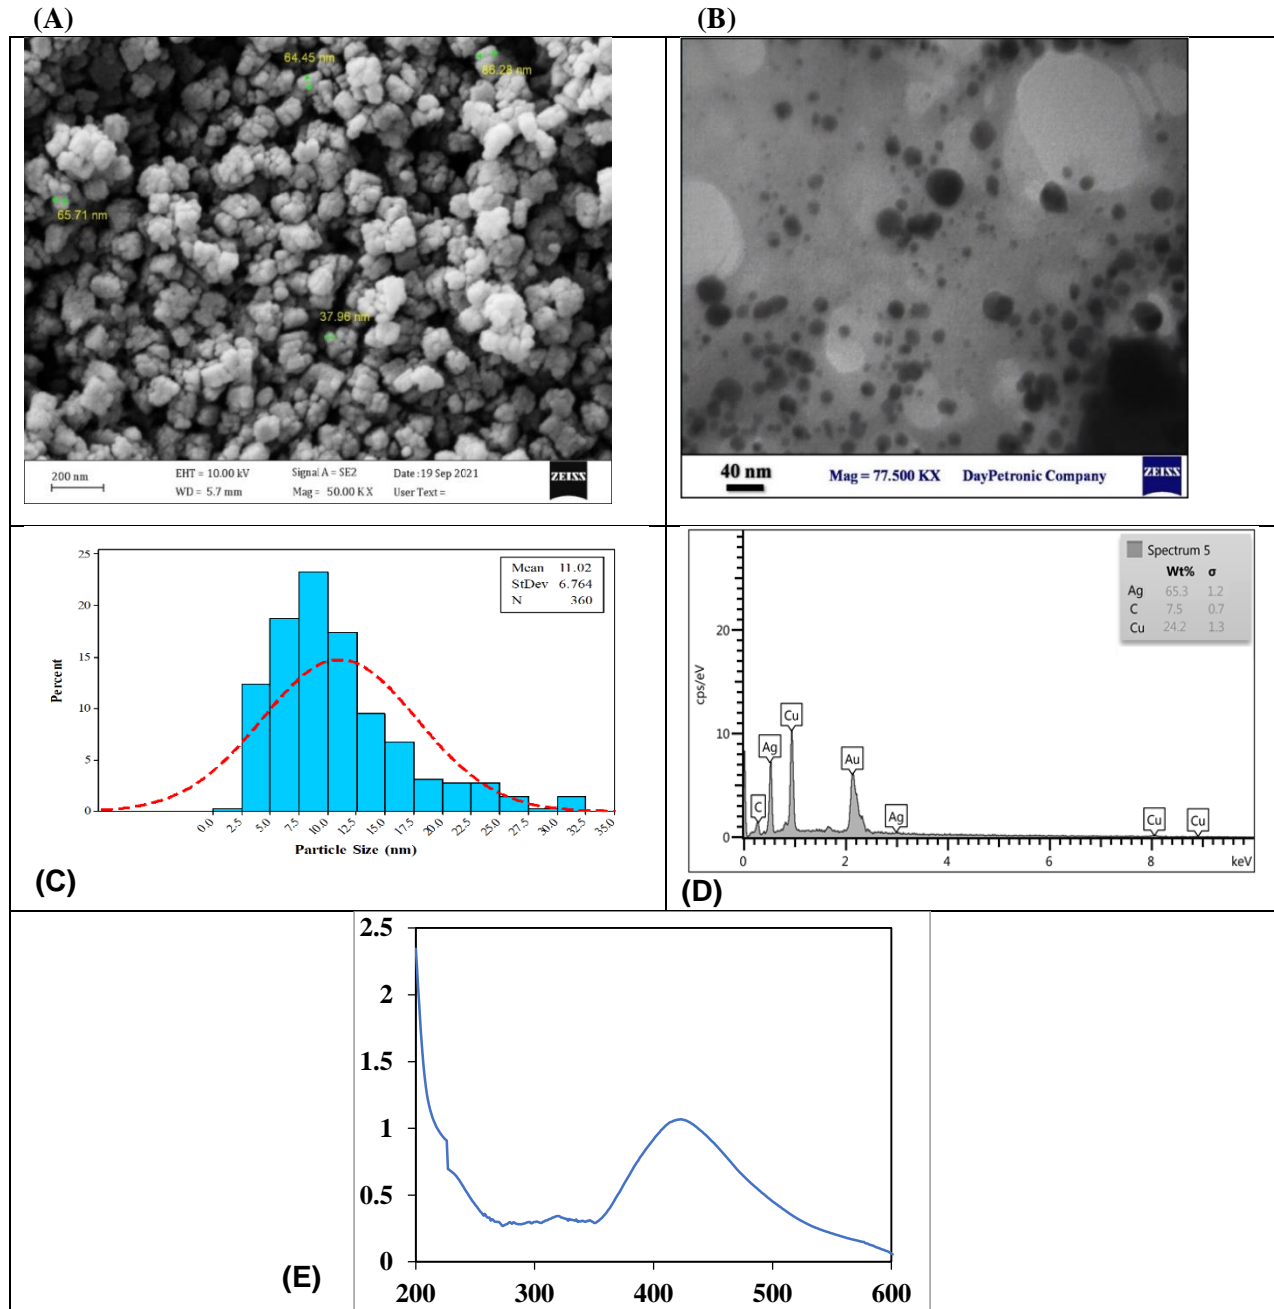 (A)
(B)
64.45 nm
66.28 nm
65.71 nm
37.96 nm
200 nm
EHT = 10.00 kV
Signal A = SE2
Date :19 Sep 2021
WD = 5.7 mm
Mag = 50.00 KX
User Text =
ZEISS
40 nm
Mag = 77.500 KX
DayPetronic Company
ZEISS
25
20
15
10
5
0
Percent
Mean 11.02
StDev 6.764
N 360
0.0 2.5 5.0 7.5 10.0 12.5 15.0 17.5 20.0 22.5 25.0 27.5 30.0 32.5 35.0
Particle Size (nm)
(C)
Spectrum 5
Wt% σ
Ag 65.3 1.2
C 7.5 0.7
Cu 24.2 1.3
20
10
0
cps/eV
C
Ag
Cu
Au
Ag
Cu
Cu
0 2 4 6 8 keV
(D)
2.5
2
1.5
1
0.5
0
200 300 400 500 600
(E)